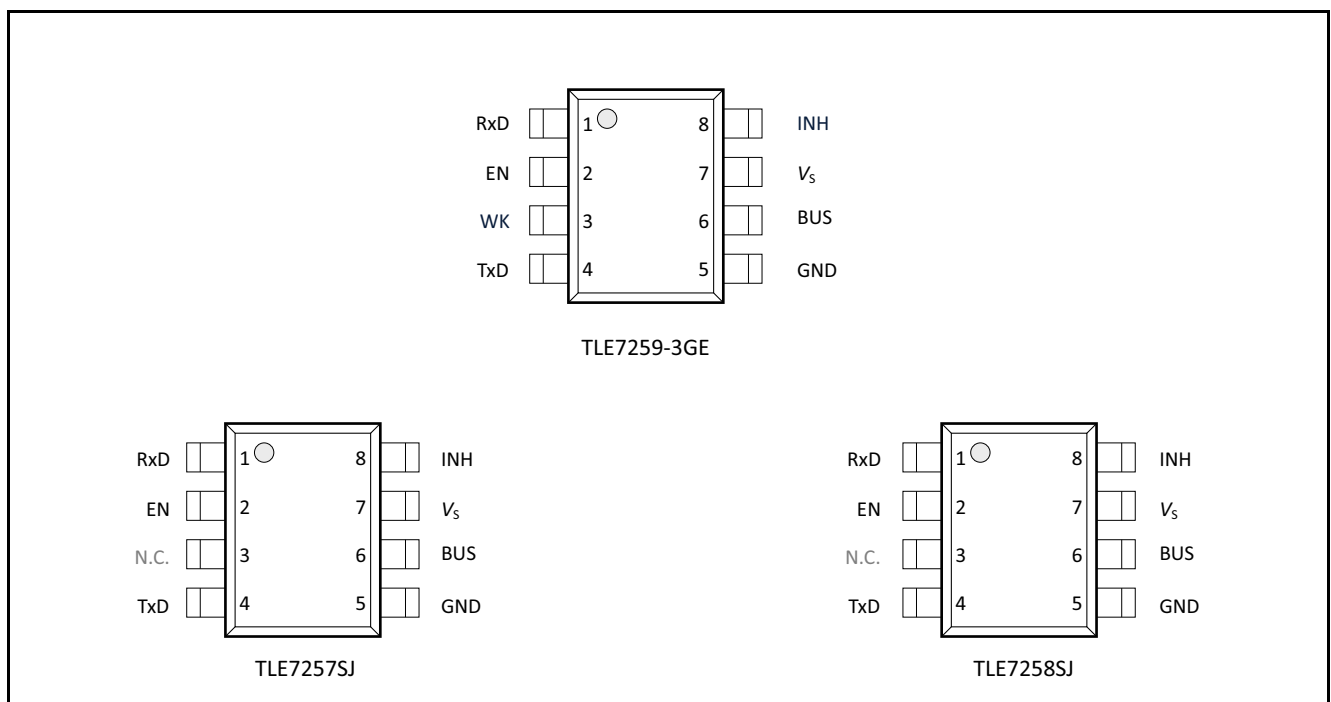 RxD 1 8 INH
EN 2 7 VS
WK 3 6 BUS
TxD 4 5 GND
TLE7259-3GE
RxD 1 8 INH
EN 2 7 VS
N.C. 3 6 BUS
TxD 4 5 GND
TLE7257SJ
RxD 1 8 INH
EN 2 7 VS
N.C. 3 6 BUS
TxD 4 5 GND
TLE7258SJ